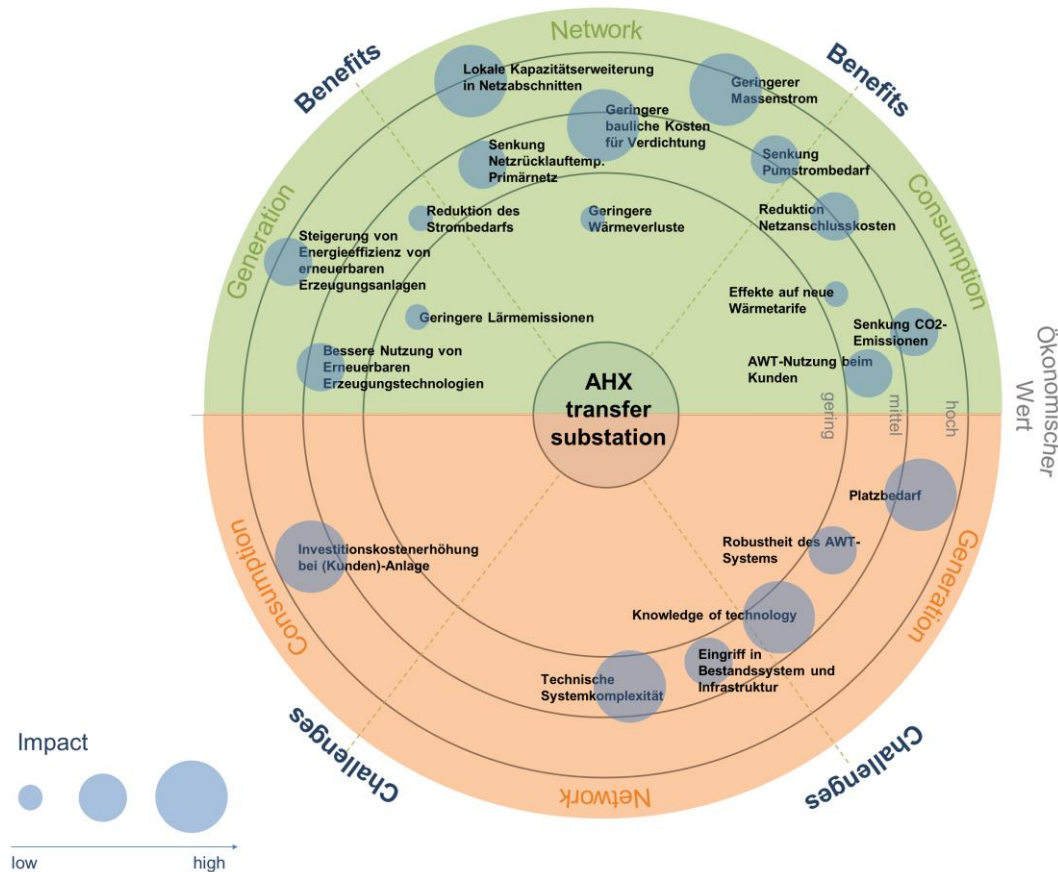 Network
Benefits
Benefits
Lokale Kapazitätserweiterung
in Netzabschnitten
Geringerer
Massenstrom
Geringere
bauliche Kosten
für Verdichtung
Senkung
Netzrücklauftemp.
Primärnetz
Senkung
Pumstrombedarf
Generation
Consumption
Reduktion des
Strombedarfs
Geringere
Wärmeverluste
Reduktion
Netzanschlusskosten
Steigerung von
Energieeffizienz von
erneuerbaren
Erzeugungsanlagen
Effekte auf neue
Wärmetarife
Geringere Lärmemissionen
Senkung CO2-
Emissionen
Bessere Nutzung von
Erneuerbaren
Erzeugungstechnologien
AWT-Nutzung beim
Kunden
AHX
transfer
substation
gering
mittel
hoch
Ökonomischer
Wert
Platzbedarf
Robustheit des AWT-
Systems
Investitionskostenerhöhung
bei (Kunden)-Anlage
Consumption
Generation
Knowledge of technology
Eingriff in
Bestandssystem und
Infrastruktur
Technische
Systemkomplexität
Challenges
Challenges
Network
Impact
low
high